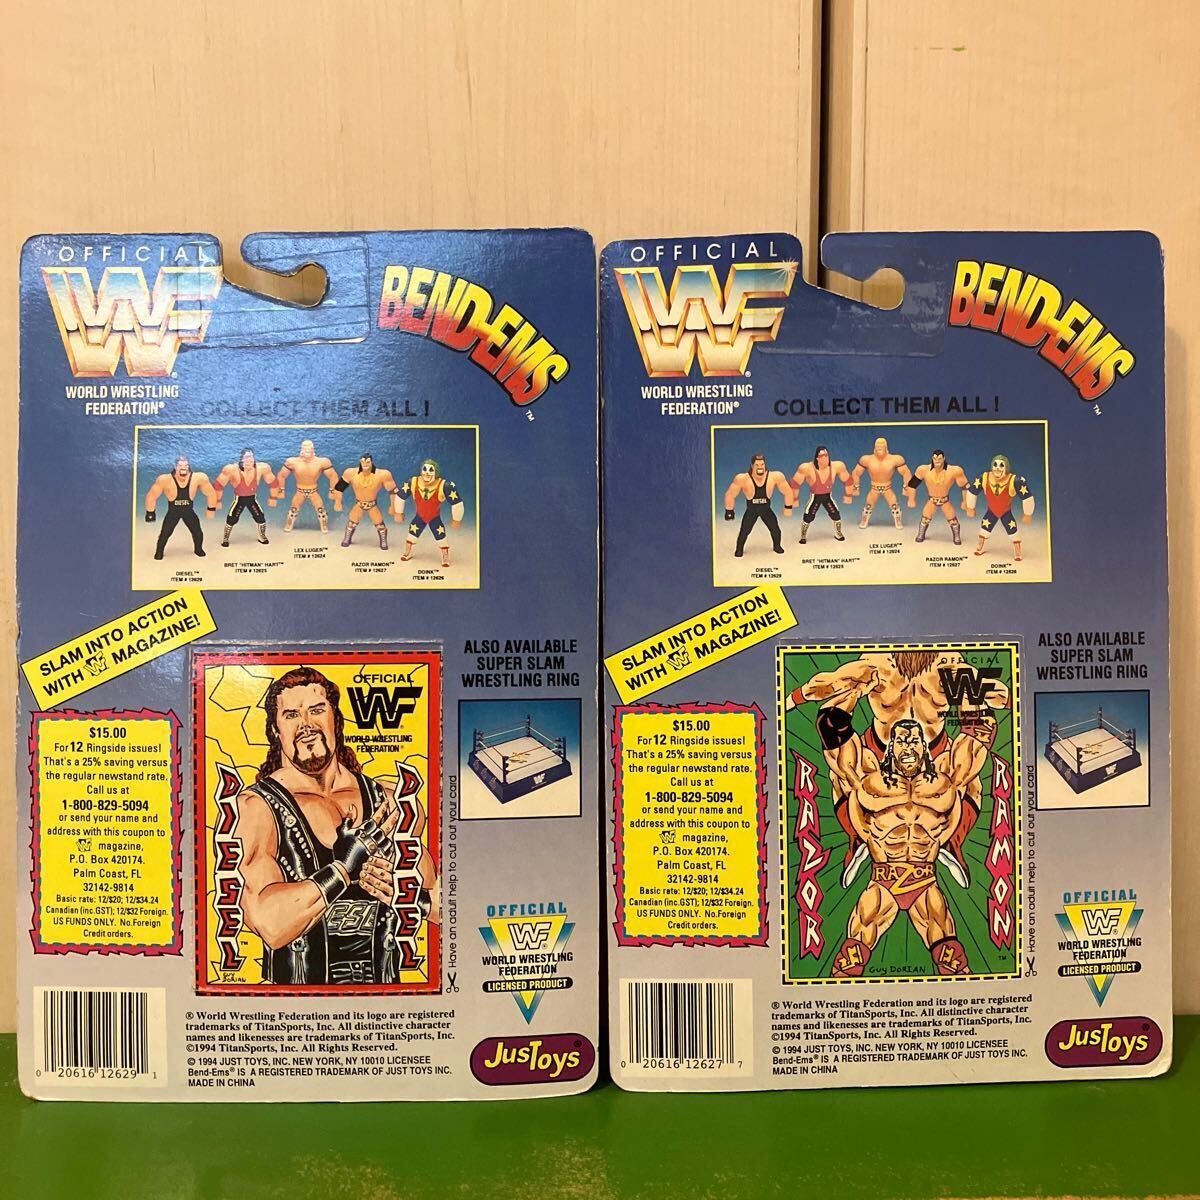 OFFICIAL
WF
WORLD WRESTLING
FEDERATION®
BEND-EMS™
COLLECT THEM ALL !
DIESEL
DIESEL™
ITEM # 12629
BRET "HITMAN" HART™
ITEM # 12625
LEX LUGER™
ITEM # 12624
RAZOR RAMON™
ITEM # 12627
DOINK™
ITEM # 12626
SLAM INTO ACTION
WITH WF MAGAZINE!
$15.00
For 12 Ringside issues!
That's a 25% saving versus
the regular newstand rate.
Call us at
1-800-829-5094
or send your name and
address with this coupon to
WF magazine,
P.O. Box 420174.
Palm Coast, FL
32142-9814
Basic rate: 12/$20; 12/$34.24
Canadian (inc.GST); 12/$32 Foreign.
US FUNDS ONLY. No.Foreign
Credit orders.
OFFICIAL
WF
WORLD WRESTLING
FEDERATION®
DIESEL
DIESEL™
GUY
DORIAN
Have an adult help to cut out your card
ALSO AVAILABLE
SUPER SLAM
WRESTLING RING
OFFICIAL
WF
WORLD WRESTLING
FEDERATION
LICENSED PRODUCT
® World Wrestling Federation and its logo are registered
trademarks of TitanSports, Inc. All distinctive character
names and likenesses are trademarks of TitanSports, Inc.
©1994 TitanSports, Inc. All Rights Reserved.
© 1994 JUST TOYS, INC. NEW YORK, NY 10010 LICENSEE
Bend-Ems® IS A REGISTERED TRADEMARK OF JUST TOYS INC.
MADE IN CHINA
0 20616 12629 1
JusToys
OFFICIAL
WF
WORLD WRESTLING
FEDERATION®
BEND-EMS™
COLLECT THEM ALL !
DIESEL
DIESEL™
ITEM # 12629
BRET "HITMAN" HART™
ITEM # 12625
LEX LUGER™
ITEM # 12624
RAZOR RAMON™
ITEM # 12627
DOINK™
ITEM # 12626
SLAM INTO ACTION
WITH WF MAGAZINE!
$15.00
For 12 Ringside issues!
That's a 25% saving versus
the regular newstand rate.
Call us at
1-800-829-5094
or send your name and
address with this coupon to
WF magazine,
P.O. Box 420174.
Palm Coast, FL
32142-9814
Basic rate: 12/$20; 12/$34.24
Canadian (inc.GST); 12/$32 Foreign.
US FUNDS ONLY. No.Foreign
Credit orders.
OFFICIAL
WF
WORLD WRESTLING
FEDERATION®
RAZOR
RAMON
RAZOR
GUY DORIAN
™
Have an adult help to cut out your card
ALSO AVAILABLE
SUPER SLAM
WRESTLING RING
OFFICIAL
WF
WORLD WRESTLING
FEDERATION
LICENSED PRODUCT
® World Wrestling Federation and its logo are registered
trademarks of TitanSports, Inc. All distinctive character
names and likenesses are trademarks of TitanSports, Inc.
©1994 TitanSports, Inc. All Rights Reserved.
© 1994 JUST TOYS, INC. NEW YORK, NY 10010 LICENSEE
Bend-Ems® IS A REGISTERED TRADEMARK OF JUST TOYS INC.
MADE IN CHINA
0 20616 12627 7
JusToys